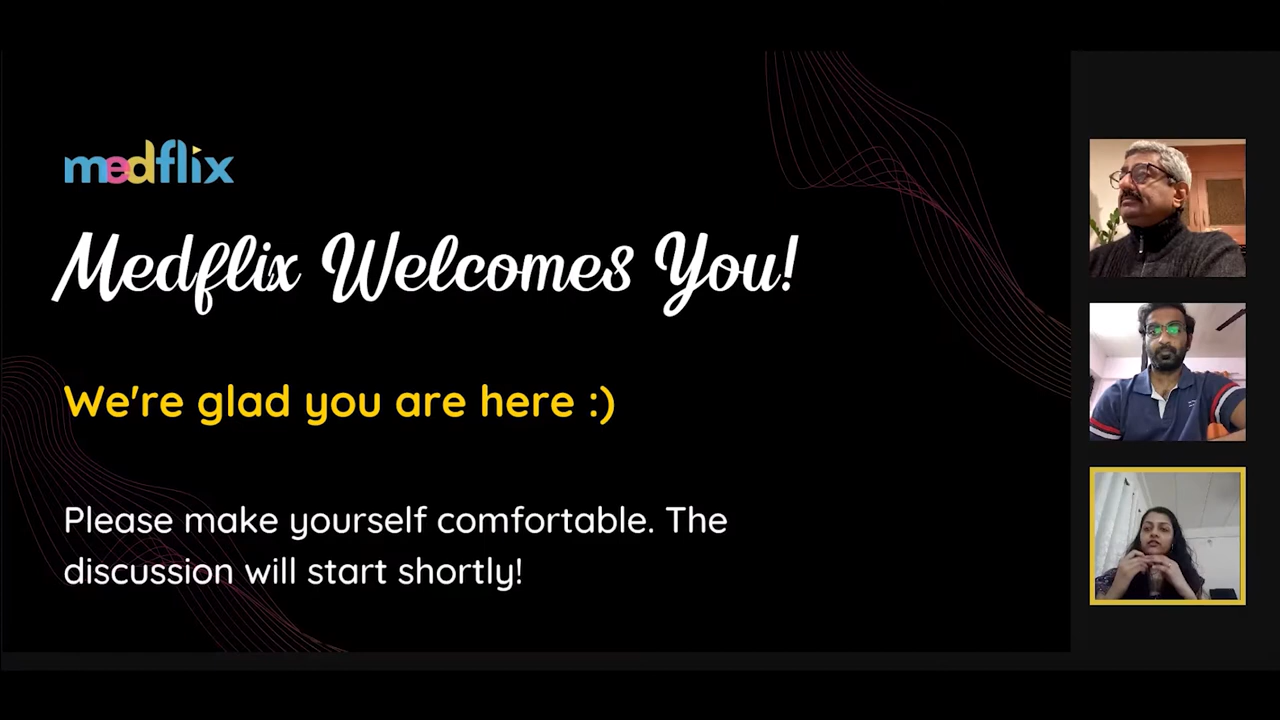 medflix
Medflix Welcomes You!
We're glad you are here :)
Please make yourself comfortable. The
discussion will start shortly!